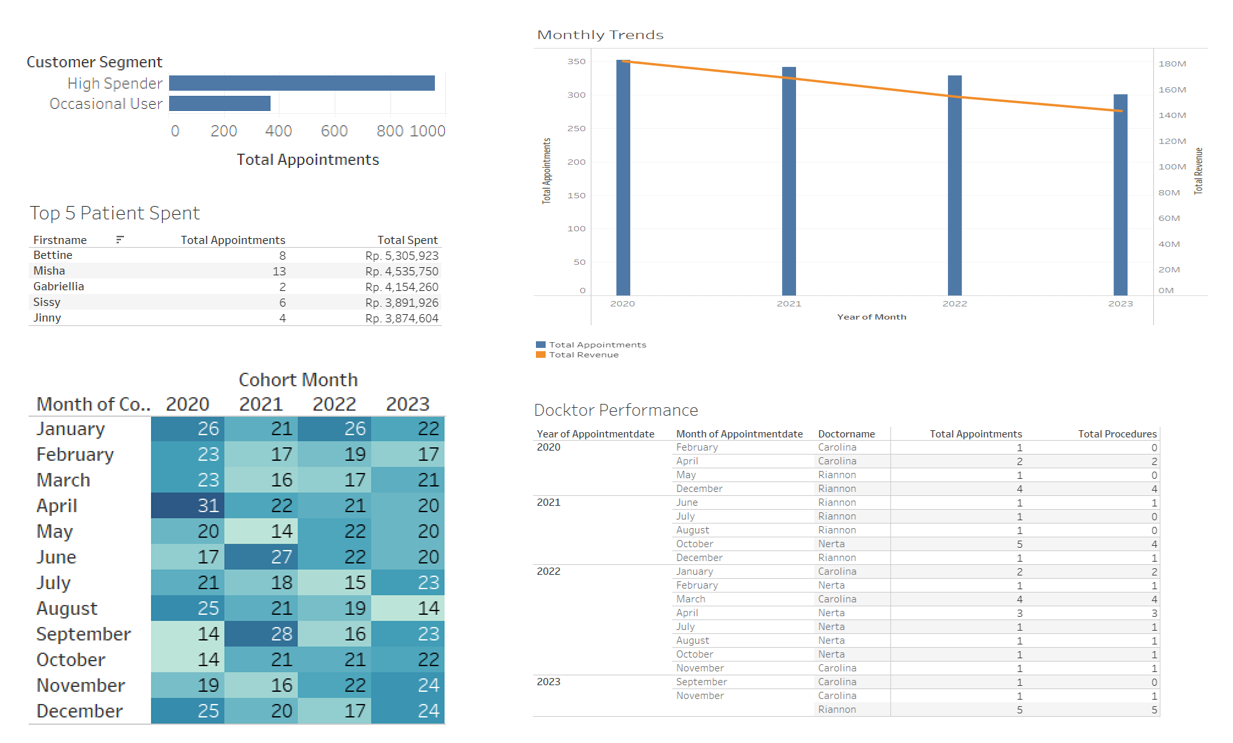 Customer Segment
High Spender
Occasional User
0 200 400 600 800 1000
Total Appointments
Top 5 Patient Spent
Firstname Total Appointments Total Spent
Bettine 8 Rp. 5,305,923
Misha 13 Rp. 4,535,750
Gabriellia 2 Rp. 4,154,260
Sissy 6 Rp. 3,891,926
Jinny 4 Rp. 3,874,604
Cohort Month
Month of Co.. 2020 2021 2022 2023
January 26 21 26 22
February 23 17 19 17
March 23 16 17 21
April 31 22 21 20
May 20 14 22 20
June 17 27 22 20
July 21 18 15 23
August 25 21 19 14
September 14 28 16 23
October 14 21 21 22
November 19 16 22 24
December 25 20 17 24
Monthly Trends
350 180M
300 160M
250 140M
200 120M
150 100M
100 80M
50 60M
0 40M
20M
0M
Total Appointments
Total Revenue
2020 2021 2022 2023
Year of Month
Total Appointments
Total Revenue
Docktor Performance
Year of Appointmentdate Month of Appointmentdate Doctorname Total Appointments Total Procedures
2020 February Carolina 1 0
April Carolina 2 2
May Riannon 1 0
December Riannon 4 4
2021 June Riannon 1 1
July Riannon 1 0
August Riannon 1 0
October Nerta 5 4
December Riannon 1 1
2022 January Carolina 2 2
February Nerta 1 1
March Carolina 4 4
April Nerta 3 3
July Nerta 1 1
August Nerta 1 1
October Nerta 1 1
November Carolina 1 1
2023 September Carolina 1 0
November Carolina 1 1
Riannon 5 5